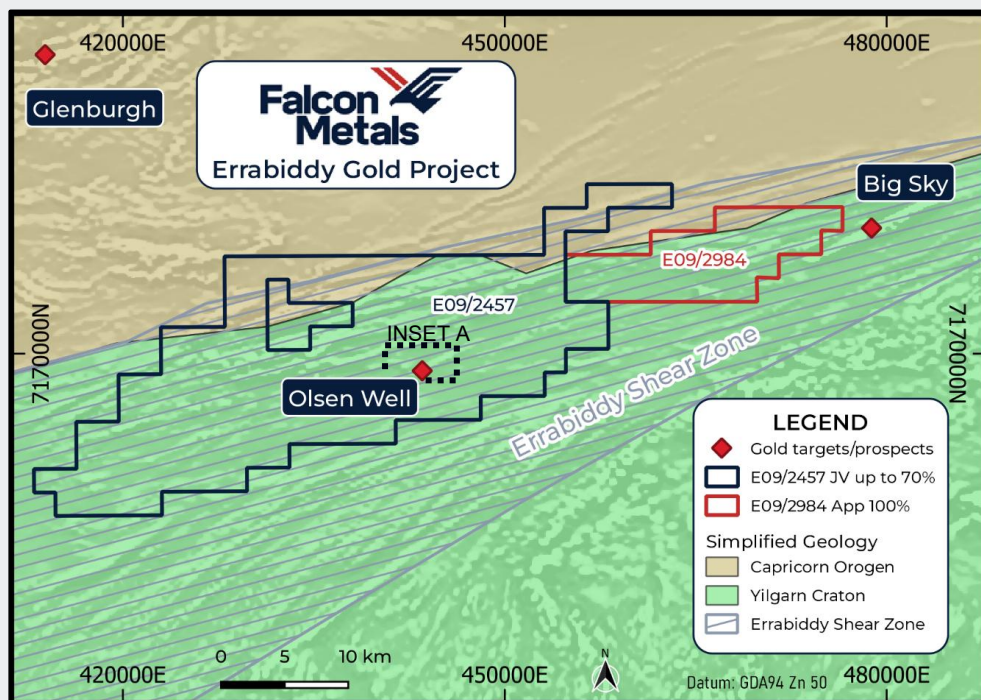 420000E
450000E
480000E
Glenburgh
Falcon
Metals
Errabiddy Gold Project
Big Sky
E09/2984
E09/2457
INSET A
7170000N
7170000N
Olsen Well
Errabiddy Shear Zone
LEGEND
Gold targets/prospects
E09/2457 JV up to 70%
E09/2984 App 100%
Simplified Geology
Capricorn Orogen
Yilgarn Craton
Errabiddy Shear Zone
0 5 10 km
N
Datum: GDA94 Zn 50
420000E
450000E
480000E